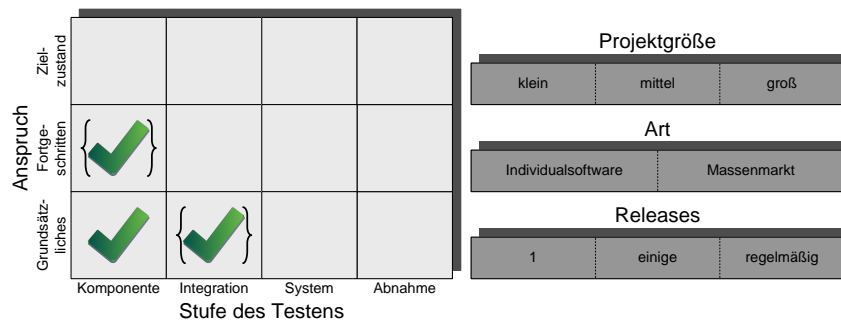 Anspruch
Ziel-
zustand
Fortge-
schritten
Grundsätz-
liches
Komponente Integration System Abnahme
Stufe des Testens
Projektgröße
klein mittel groß
Art
Individualsoftware Massenmarkt
Releases
1 einige regelmäßig